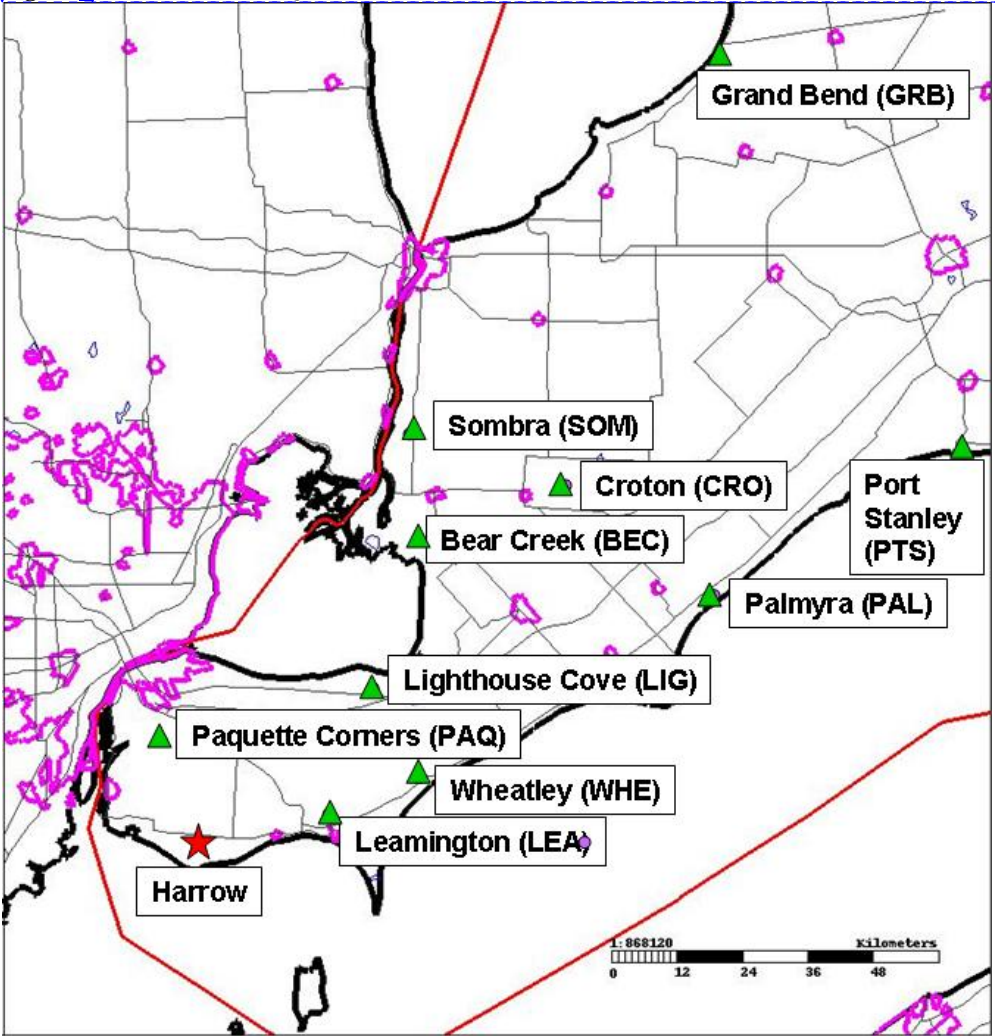 Grand Bend (GRB)
Sombra (SOM)
Croton (CRO)
Port
Stanley
(PTS)
Bear Creek (BEC)
Palmyra (PAL)
Lighthouse Cove (LIG)
Paquette Corners (PAQ)
Wheatley (WHE)
Leamington (LEA)
Harrow
1:868120 Kilometers
0 12 24 36 48